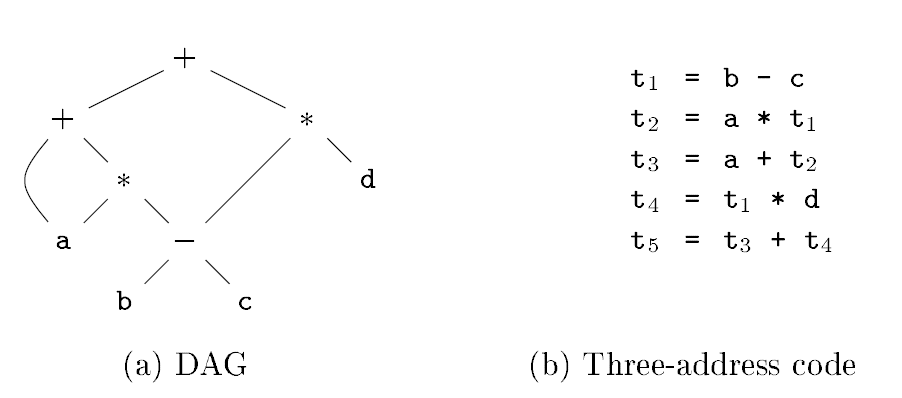 +
+ *
* d
a −
b c
(a) DAG
t₁ = b - c
t₂ = a * t₁
t₃ = a + t₂
t₄ = t₁ * d
t₅ = t₃ + t₄
(b) Three-address code